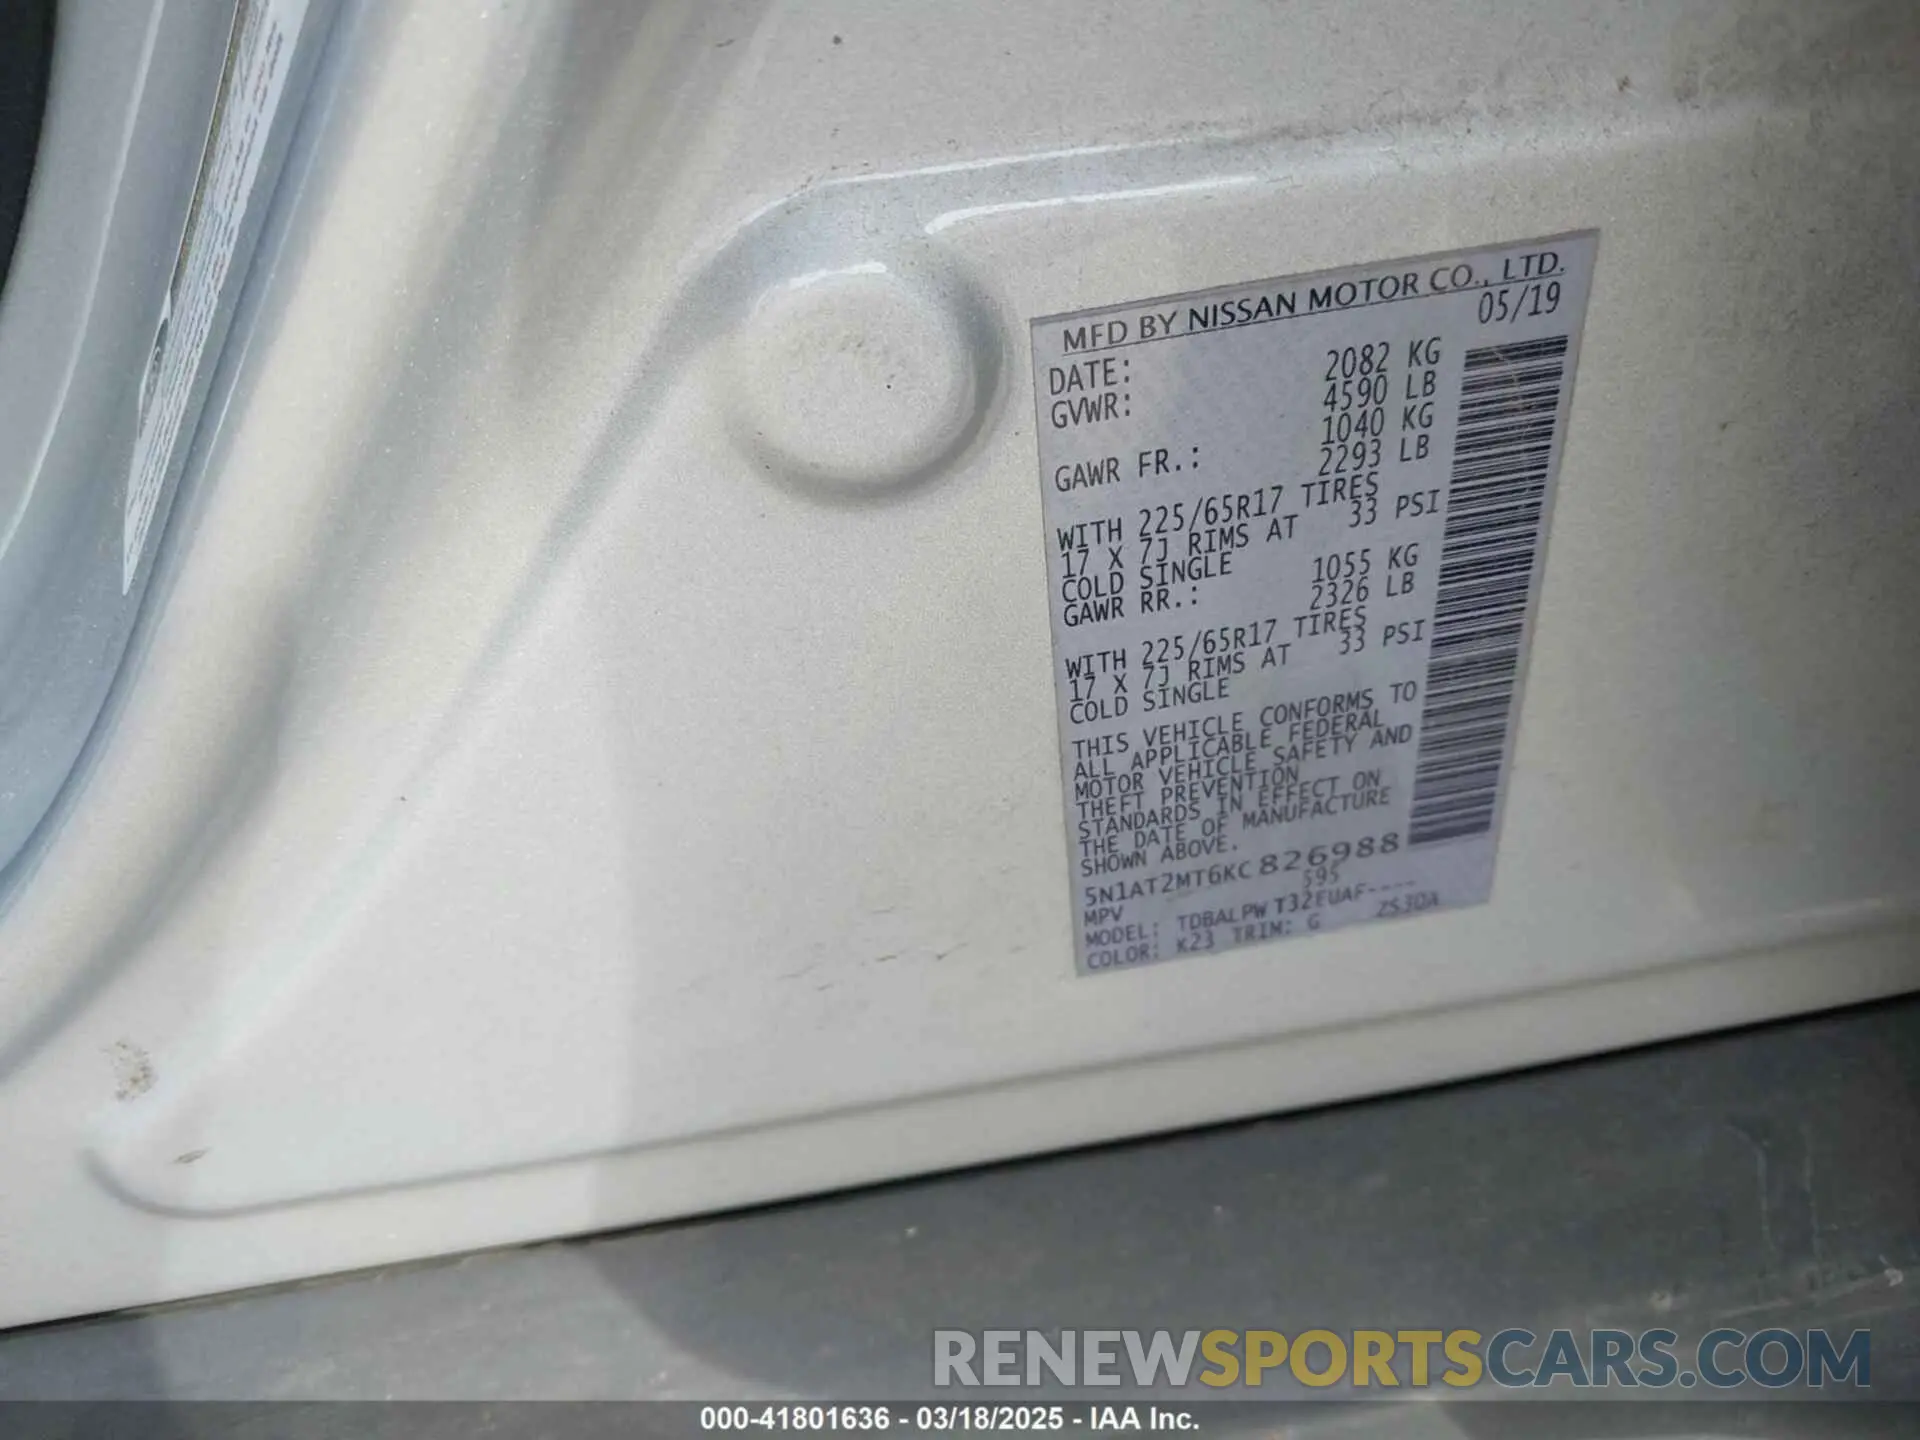 MFD BY NISSAN MOTOR CO., LTD.
DATE: 05/19
GVWR: 2082 KG
4590 LB
GAWR FR.: 1040 KG
2293 LB
WITH 225/65R17 TIRES
17 X 7J RIMS AT 33 PSI
COLD SINGLE
GAWR RR.: 1055 KG
2326 LB
WITH 225/65R17 TIRES
17 X 7J RIMS AT 33 PSI
COLD SINGLE
THIS VEHICLE CONFORMS TO
ALL APPLICABLE FEDERAL
MOTOR VEHICLE SAFETY AND
THEFT PREVENTION
STANDARDS IN EFFECT ON
THE DATE OF MANUFACTURE
SHOWN ABOVE.
5N1AT2MT6KC826988
MPV 595
MODEL: TDBALPW T32EUAF----
COLOR: K23 TRIM: G 2S30A
RENEWSPORTSCARS.COM
000-41801636 - 03/18/2025 - IAA Inc.